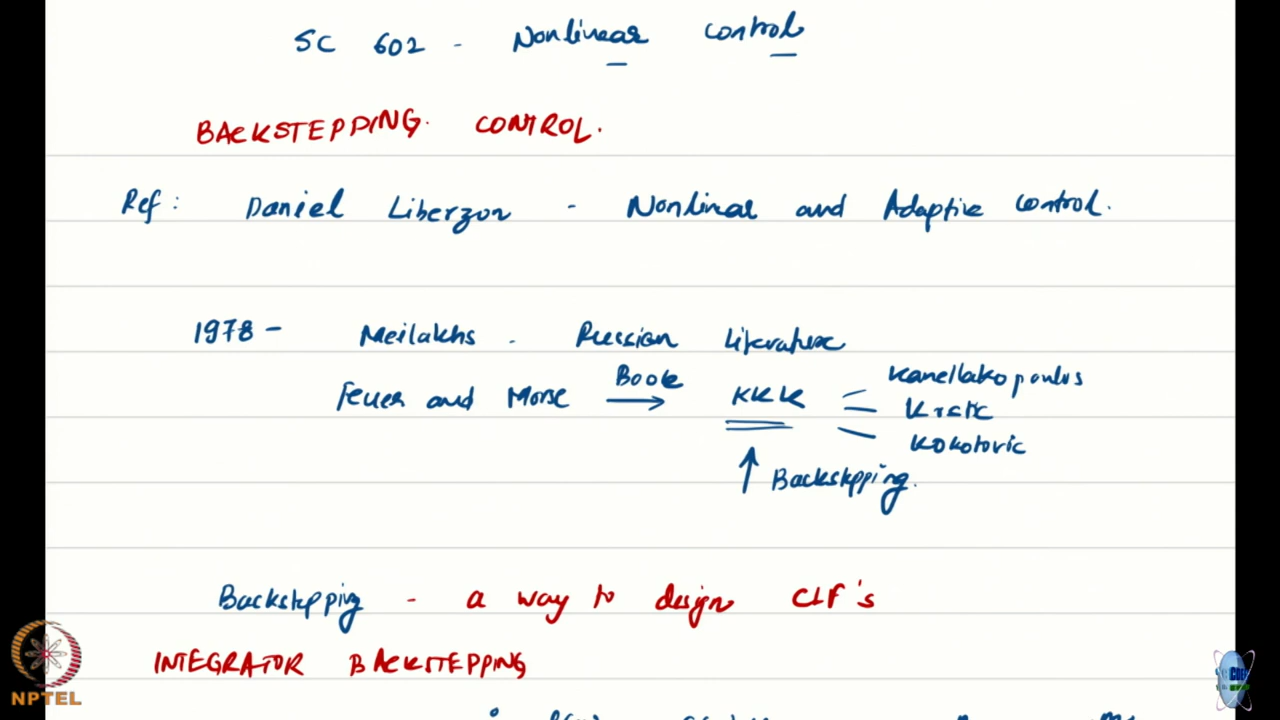 SC 602 - Nonlinear control
BACKSTEPPING CONTROL.
Ref: Daniel Liberzon - Nonlinear and Adaptive control.
1978 - Meilakhs. Russian literature
Feuer and Morse Book KKK Kanellakopoulos
Krstic
Kokotovic
Backstepping.
Backstepping - a way to design CLF's
INTEGRATOR BACKSTEPPING
NPTEL